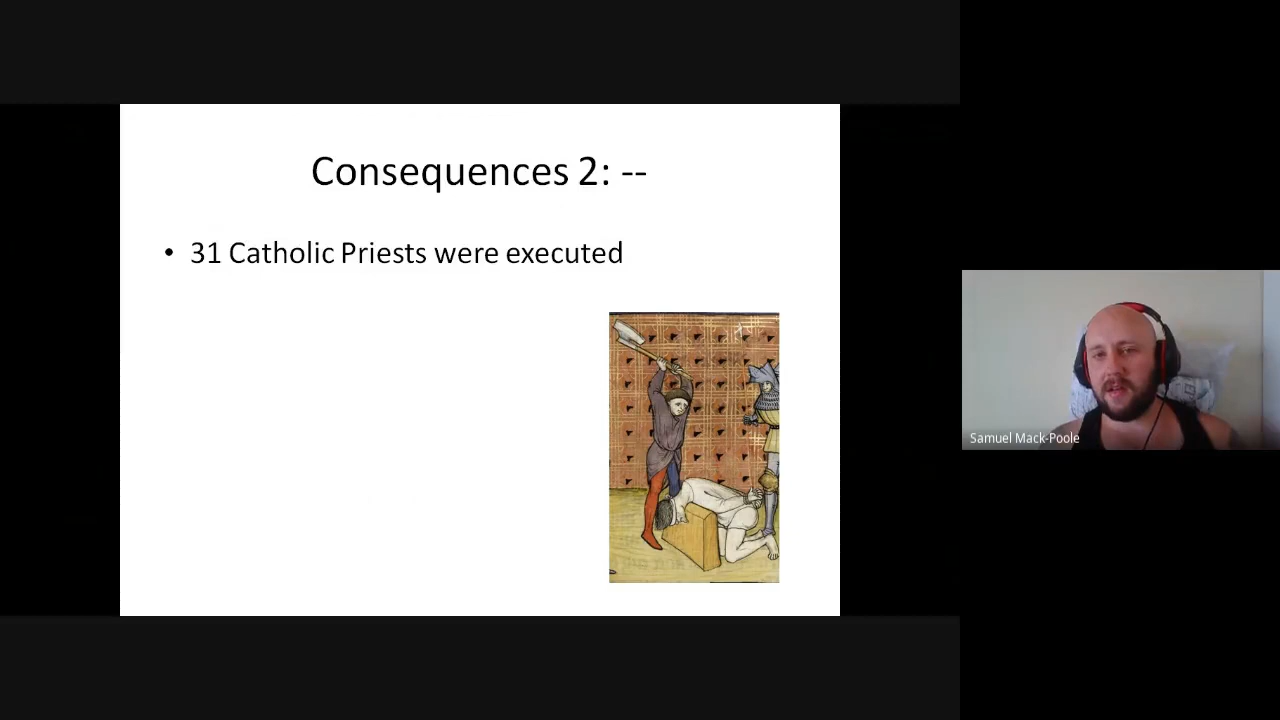 Consequences 2: --
• 31 Catholic Priests were executed
Samuel Mack-Poole